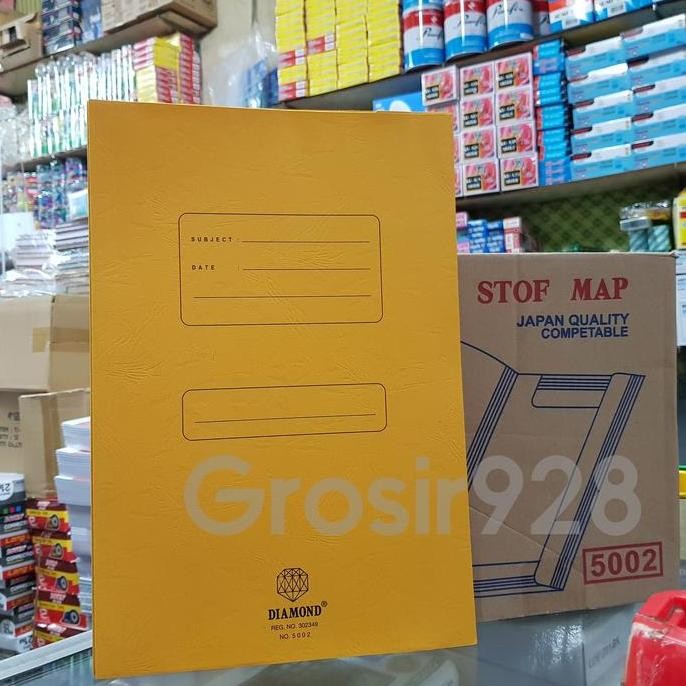 SUBJECT :
DATE
DIAMOND®
REG. NO. 302349
NO. 5002
STOF MAP
JAPAN QUALITY
COMPETABLE
5002
Grosir928